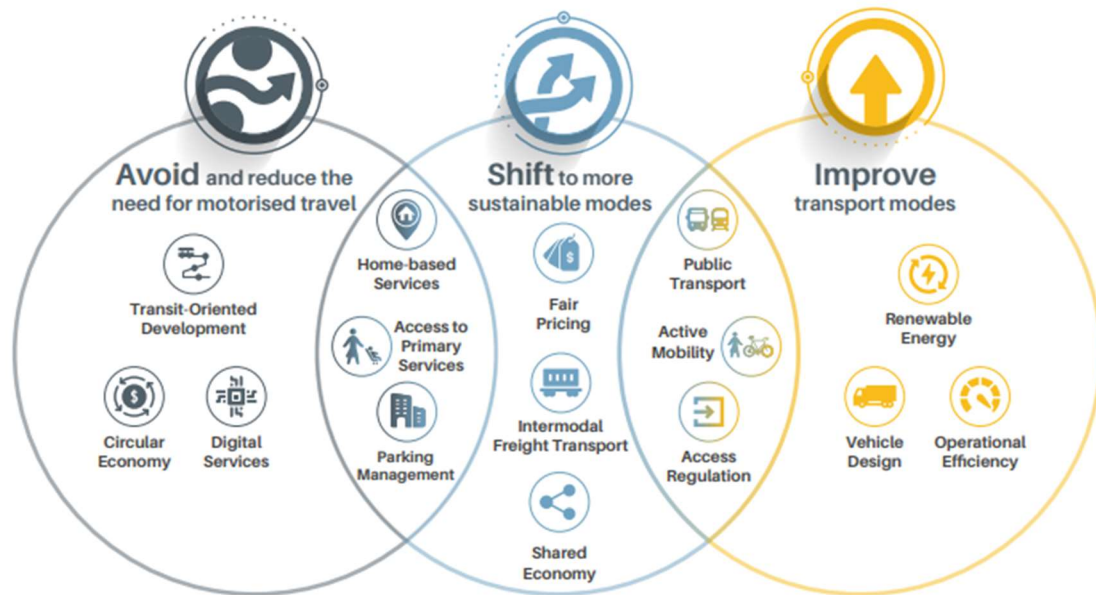 Avoid and reduce the
need for motorised travel
Shift to more
sustainable modes
Improve
transport modes
Transit-Oriented
Development
Circular
Economy
Digital
Services
Home-based
Services
Access to
Primary
Services
Parking
Management
$
Fair
Pricing
Intermodal
Freight Transport
Shared
Economy
Public
Transport
Active
Mobility
Access
Regulation
Renewable
Energy
Vehicle
Design
Operational
Efficiency
$